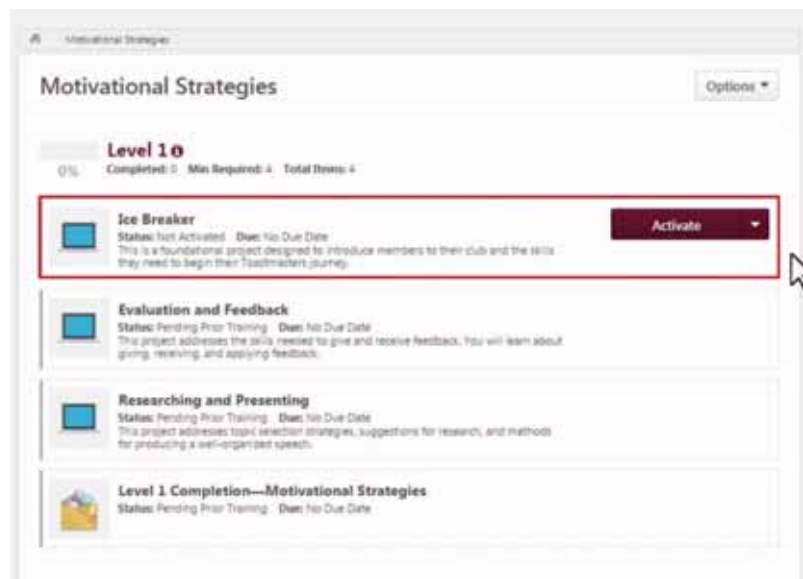 Motivational Strategies
Motivational Strategies
Options
Level 1
0%
Completed: 0 Min Required: 4 Total Items: 4
Ice Breaker
Status: Not Activated Due: No Due Date
This is a foundational project designed to introduce members to their club and the skills
they need to begin their Toastmasters journey.
Activate
Evaluation and Feedback
Status: Pending Prior Training Due: No Due Date
This project addresses the skills needed to give and receive feedback. You will learn about
giving, receiving, and applying feedback.
Researching and Presenting
Status: Pending Prior Training Due: No Due Date
This project addresses topic selection strategies, suggestions for research, and methods
for producing a well-organized speech.
Level 1 Completion—Motivational Strategies
Status: Pending Prior Training Due: No Due Date